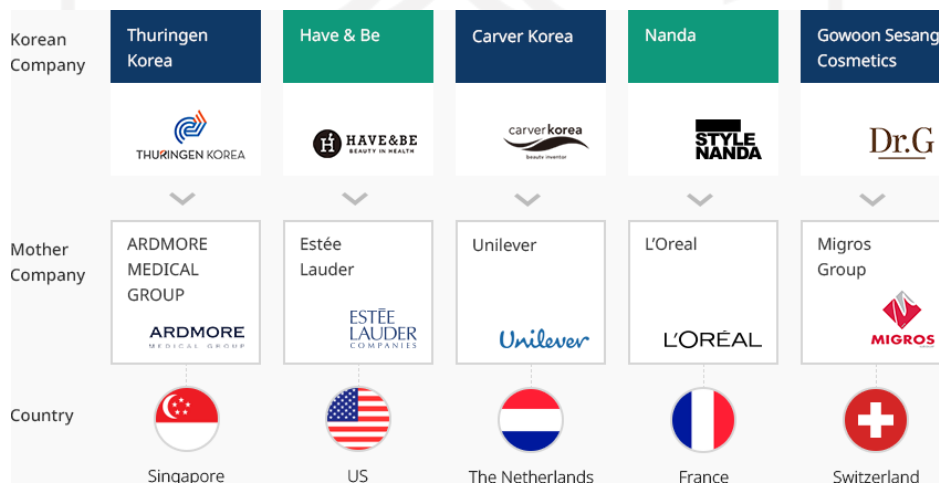 Korean
Company
Thuringen
Korea
Have & Be
Carver Korea
Nanda
Gowoon Sesang
Cosmetics
THURINGEN KOREA
H
HAVE&BE
BEAUTY IN HEALTH
carverkorea
beauty inventor
STYLE
NANDA
Dr.G
Mother
Company
ARDMORE
MEDICAL
GROUP
Estée
Lauder
Unilever
L'Oreal
Migros
Group
ARDMORE
MEDICAL GROUP
ESTĒE
LAUDER
COMPANIES
Unilever
L'ORÉAL
M
MIGROS
Country
Singapore
US
The Netherlands
France
Switzerland